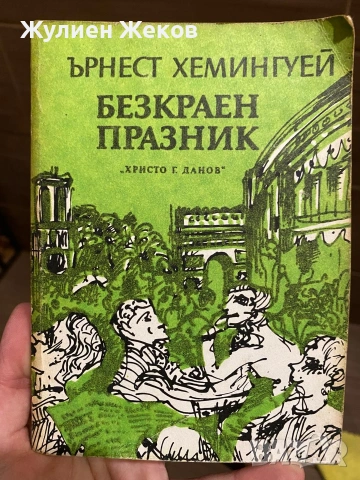 Жулиен Жеков
ЪРНЕСТ ХЕМИНГУЕЙ
БЕЗКРАЕН
ПРАЗНИК
„ХРИСТО Г. ДАНОВ"